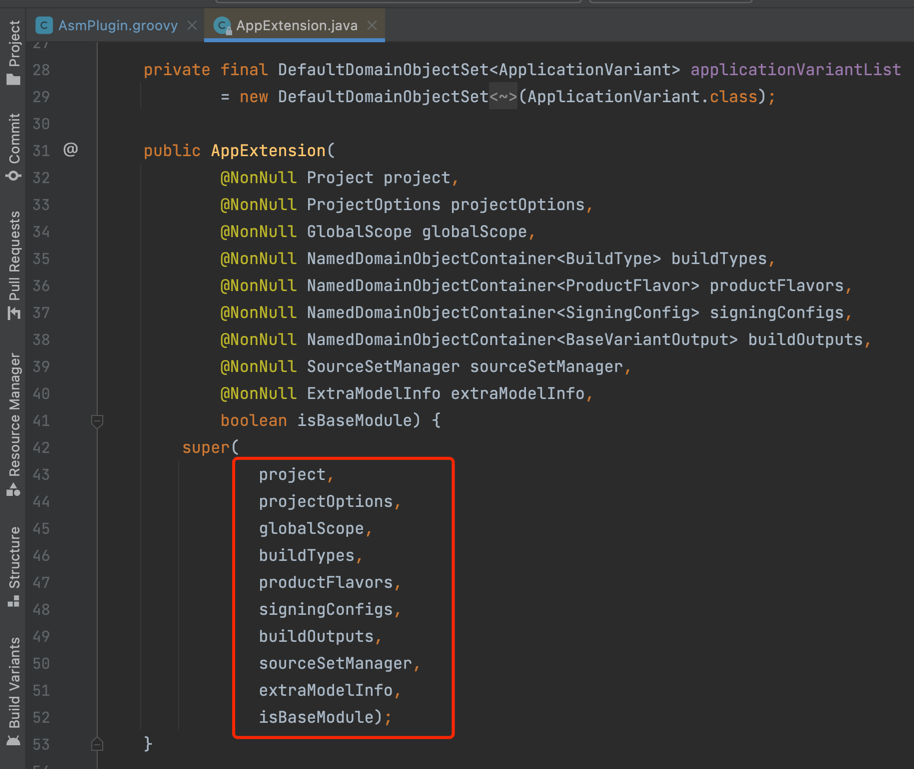 AsmPlugin.groovy
AppExtension.java
Project
Commit
Pull Requests
Resource Manager
Structure
Build Variants
27
28 private final DefaultDomainObjectSet<ApplicationVariant> applicationVariantList
29 = new DefaultDomainObjectSet<~>(ApplicationVariant.class);
30
31 @ public AppExtension(
32 @NonNull Project project,
33 @NonNull ProjectOptions projectOptions,
34 @NonNull GlobalScope globalScope,
35 @NonNull NamedDomainObjectContainer<BuildType> buildTypes,
36 @NonNull NamedDomainObjectContainer<ProductFlavor> productFlavors,
37 @NonNull NamedDomainObjectContainer<SigningConfig> signingConfigs,
38 @NonNull NamedDomainObjectContainer<BaseVariantOutput> buildOutputs,
39 @NonNull SourceSetManager sourceSetManager,
40 @NonNull ExtraModelInfo extraModelInfo,
41 boolean isBaseModule) {
42 super(
43 project,
44 projectOptions,
45 globalScope,
46 buildTypes,
47 productFlavors,
48 signingConfigs,
49 buildOutputs,
50 sourceSetManager,
51 extraModelInfo,
52 isBaseModule);
53 }